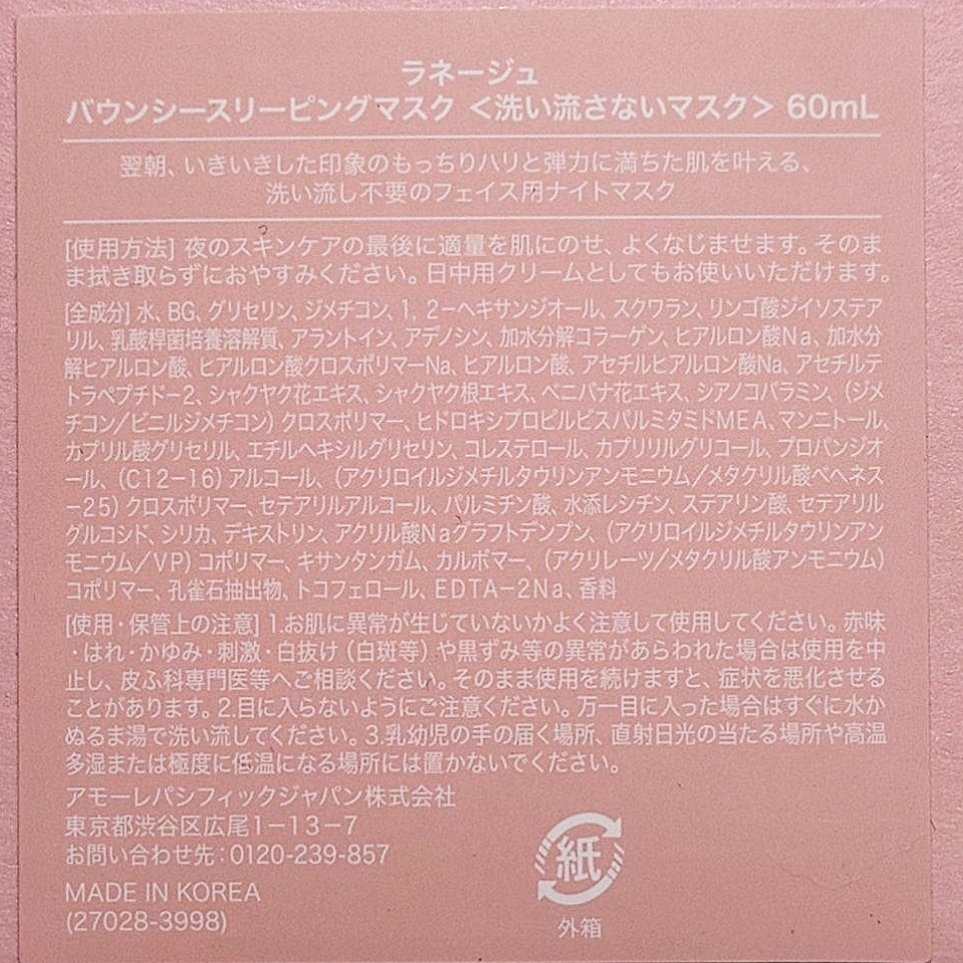 ラネージュ
バウンシースリーピングマスク <洗い流さないマスク> 60mL
翌朝、いきいきした印象のもっちりハリと弾力に満ちた肌を叶える、
洗い流し不要のフェイス用ナイトマスク
[使用方法] 夜のスキンケアの最後に適量を肌にのせ、よくなじませます。そのま
ま拭き取らずにおやすみください。日中用クリームとしてもお使いいただけます。
[全成分] 水、BG、グリセリン、ジメチコン、1, 2-ヘキサンジオール、スクワラン、リンゴ酸ジイソステア
リル、乳酸桿菌培養溶解質、アラントイン、アデノシン、加水分解コラーゲン、ヒアルロン酸Na、加水分
解ヒアルロン酸、ヒアルロン酸クロスポリマーNa、ヒアルロン酸、アセチルヒアルロン酸Na、アセチルテ
トラペプチド-2、シャクヤク花エキス、シャクヤク根エキス、ベニバナ花エキス、シアノコバラミン、(ジメ
チコン/ビニルジメチコン) クロスポリマー、ヒドロキシプロピルビスパルミタミドMEA、マンニトール、
カプリル酸グリセリル、エチルヘキシルグリセリン、コレステロール、カプリリルグリコール、プロパンジオ
ール、(C12-16) アルコール、(アクリロイルジメチルタウリンアンモニウム/メタクリル酸ベヘネス
-25) クロスポリマー、セテアリルアルコール、パルミチン酸、水添レシチン、ステアリン酸、セテアリル
グルコシド、シリカ、デキストリン、アクリル酸Naグラフトデンプン、(アクリロイルジメチルタウリンアン
モニウム/VP) コポリマー、キサンタンガム、カルボマー、(アクリレーツ/メタクリル酸アンモニウム)
コポリマー、孔雀石抽出物、トコフェロール、EDTA-2Na、香料
[使用・保管上の注意] 1.お肌に異常が生じていないかよく注意して使用してください。赤味
・はれ・かゆみ・刺激・白抜け (白斑等) や黒ずみ等の異常があらわれた場合は使用を中
止し、皮ふ科専門医等へご相談ください。そのまま使用を続けますと、症状を悪化させる
ことがあります。2.目に入らないようにご注意ください。万一目に入った場合はすぐに水か
ぬるま湯で洗い流してください。3.乳幼児の手の届く場所、直射日光の当たる場所や高温
多湿または極度に低温になる場所には置かないでください。
アモーレパシフィックジャパン株式会社
東京都渋谷区広尾1-13-7
お問い合わせ先：0120-239-857
MADE IN KOREA
(27028-3998)
紙
外箱